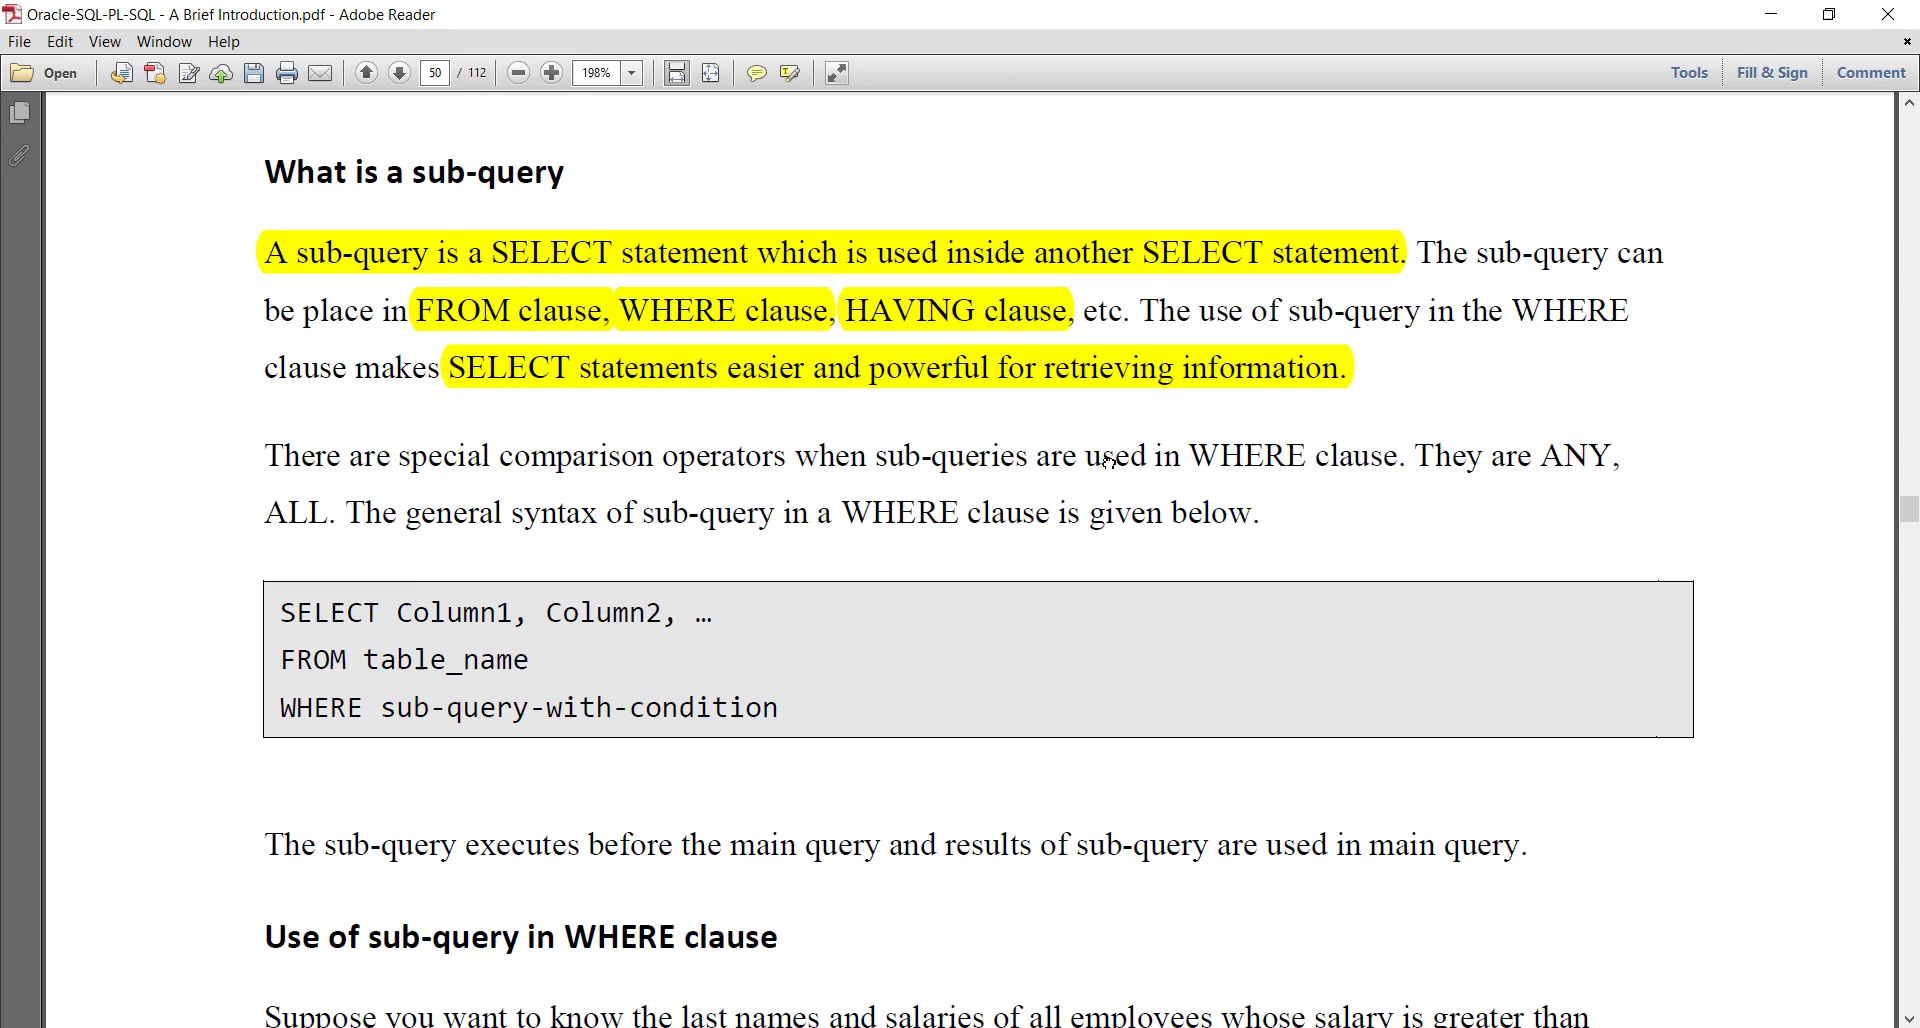 Oracle-SQL-PL-SQL - A Brief Introduction.pdf - Adobe Reader
File Edit View Window Help
Open 50 / 112 198% Tools Fill & Sign Comment
What is a sub-query
A sub-query is a SELECT statement which is used inside another SELECT statement. The sub-query can
be place in FROM clause, WHERE clause, HAVING clause, etc. The use of sub-query in the WHERE
clause makes SELECT statements easier and powerful for retrieving information.
There are special comparison operators when sub-queries are used in WHERE clause. They are ANY,
ALL. The general syntax of sub-query in a WHERE clause is given below.
SELECT Column1, Column2, …
FROM table_name
WHERE sub-query-with-condition
The sub-query executes before the main query and results of sub-query are used in main query.
Use of sub-query in WHERE clause
Suppose you want to know the last names and salaries of all employees whose salary is greater than